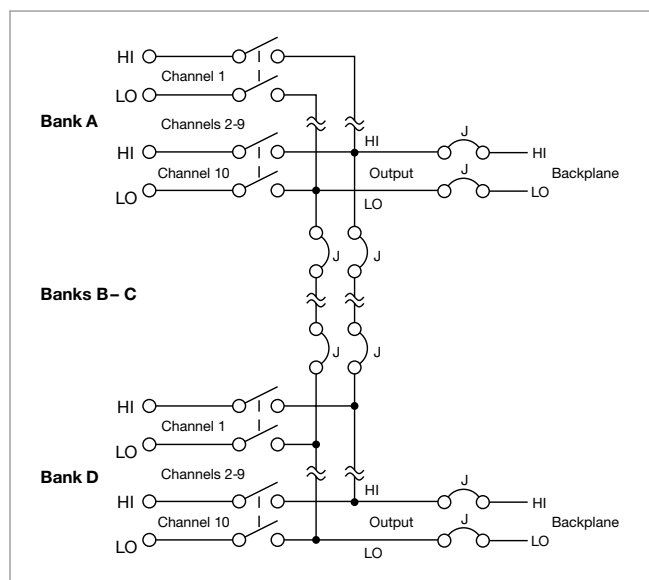 HI
Channel 1
LO
Bank A
Channels 2-9
HI
HI
J
HI
Channel 10
Output
J
Backplane
LO
LO
LO
J
J
Banks B – C
J
J
HI
Channel 1
LO
Bank D
Channels 2-9
HI
HI
J
HI
Channel 10
Output
J
Backplane
LO
LO
LO